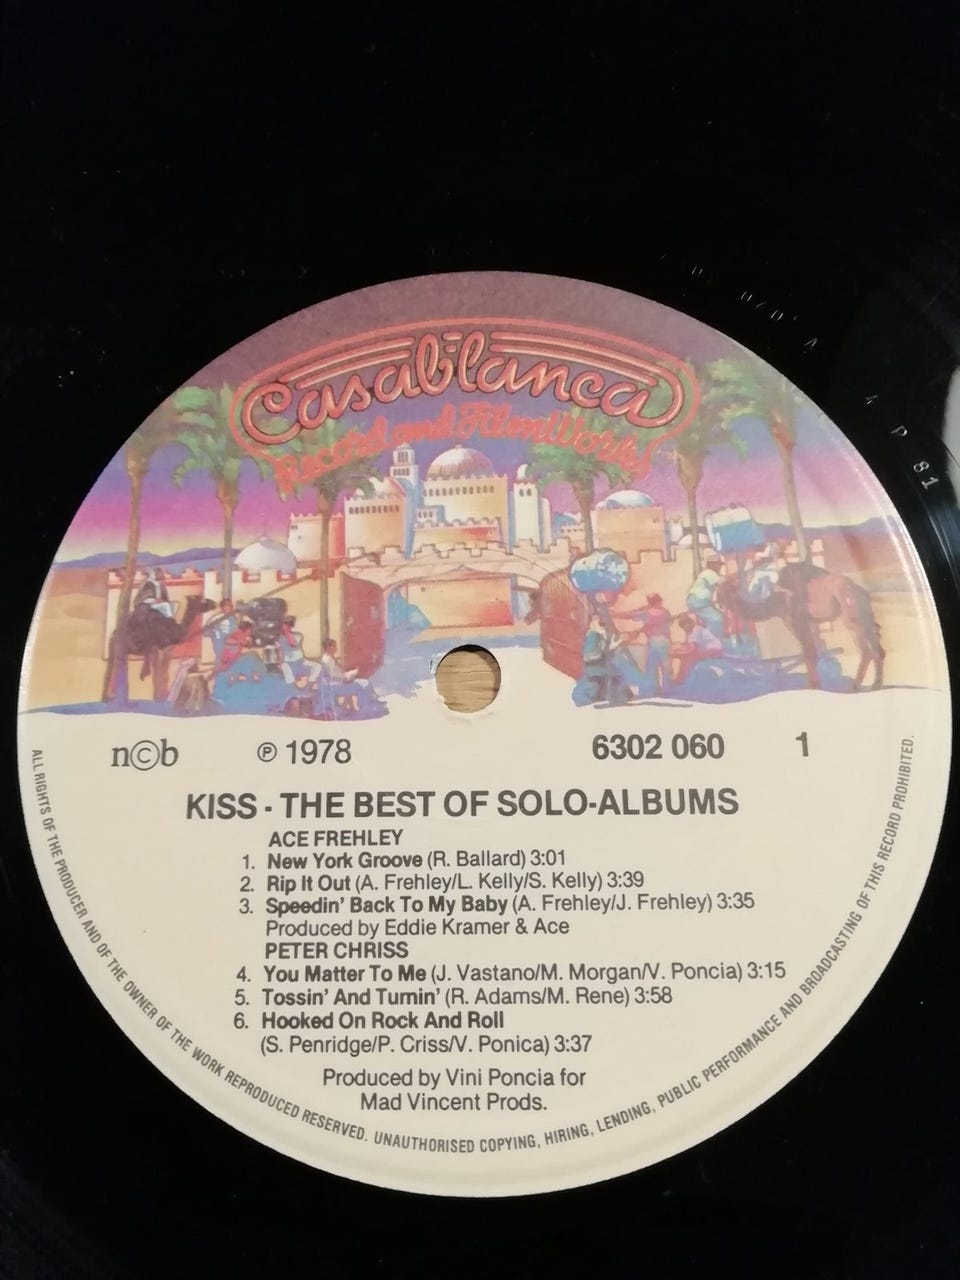 Casablanca
Record and FilmWorks
P 81
n©b
℗ 1978
6302 060
1
KISS - THE BEST OF SOLO-ALBUMS
ACE FREHLEY
1. New York Groove (R. Ballard) 3:01
2. Rip It Out (A. Frehley/L. Kelly/S. Kelly) 3:39
3. Speedin' Back To My Baby (A. Frehley/J. Frehley) 3:35
Produced by Eddie Kramer & Ace
PETER CHRISS
4. You Matter To Me (J. Vastano/M. Morgan/V. Poncia) 3:15
5. Tossin' And Turnin' (R. Adams/M. Rene) 3:58
6. Hooked On Rock And Roll
(S. Penridge/P. Criss/V. Ponica) 3:37
Produced by Vini Poncia for
Mad Vincent Prods.
ALL RIGHTS OF THE PRODUCER AND OF THE OWNER OF THE WORK REPRODUCED RESERVED. UNAUTHORISED COPYING, HIRING, LENDING, PUBLIC PERFORMANCE AND BROADCASTING OF THIS RECORD PROHIBITED.